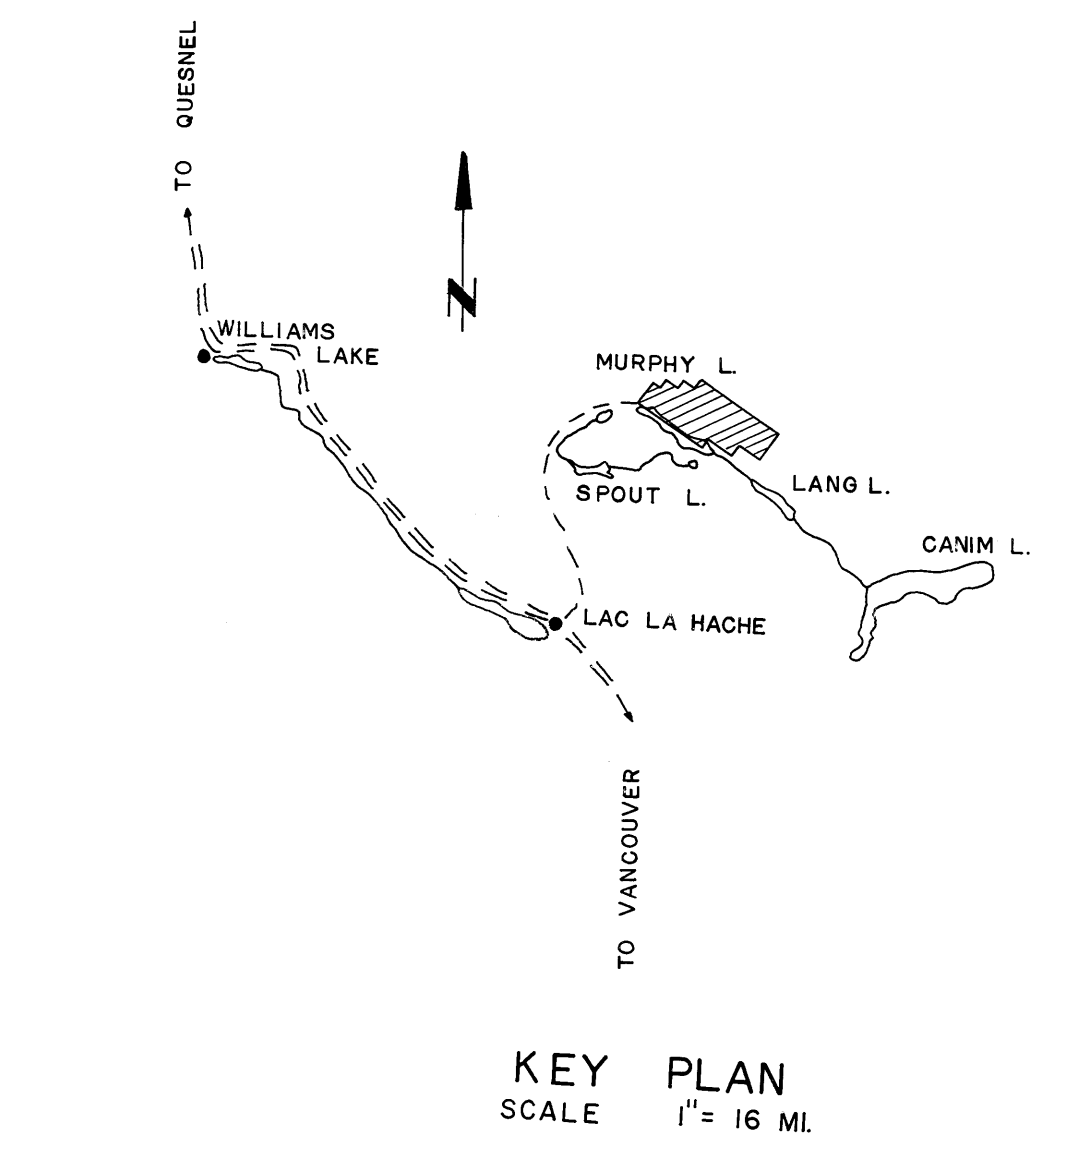 TO QUESNEL
N
WILLIAMS
LAKE
MURPHY L.
LANG L.
SPOUT L.
CANIM L.
LAC LA HACHE
TO VANCOUVER
KEY PLAN
SCALE 1"= 16 MI.